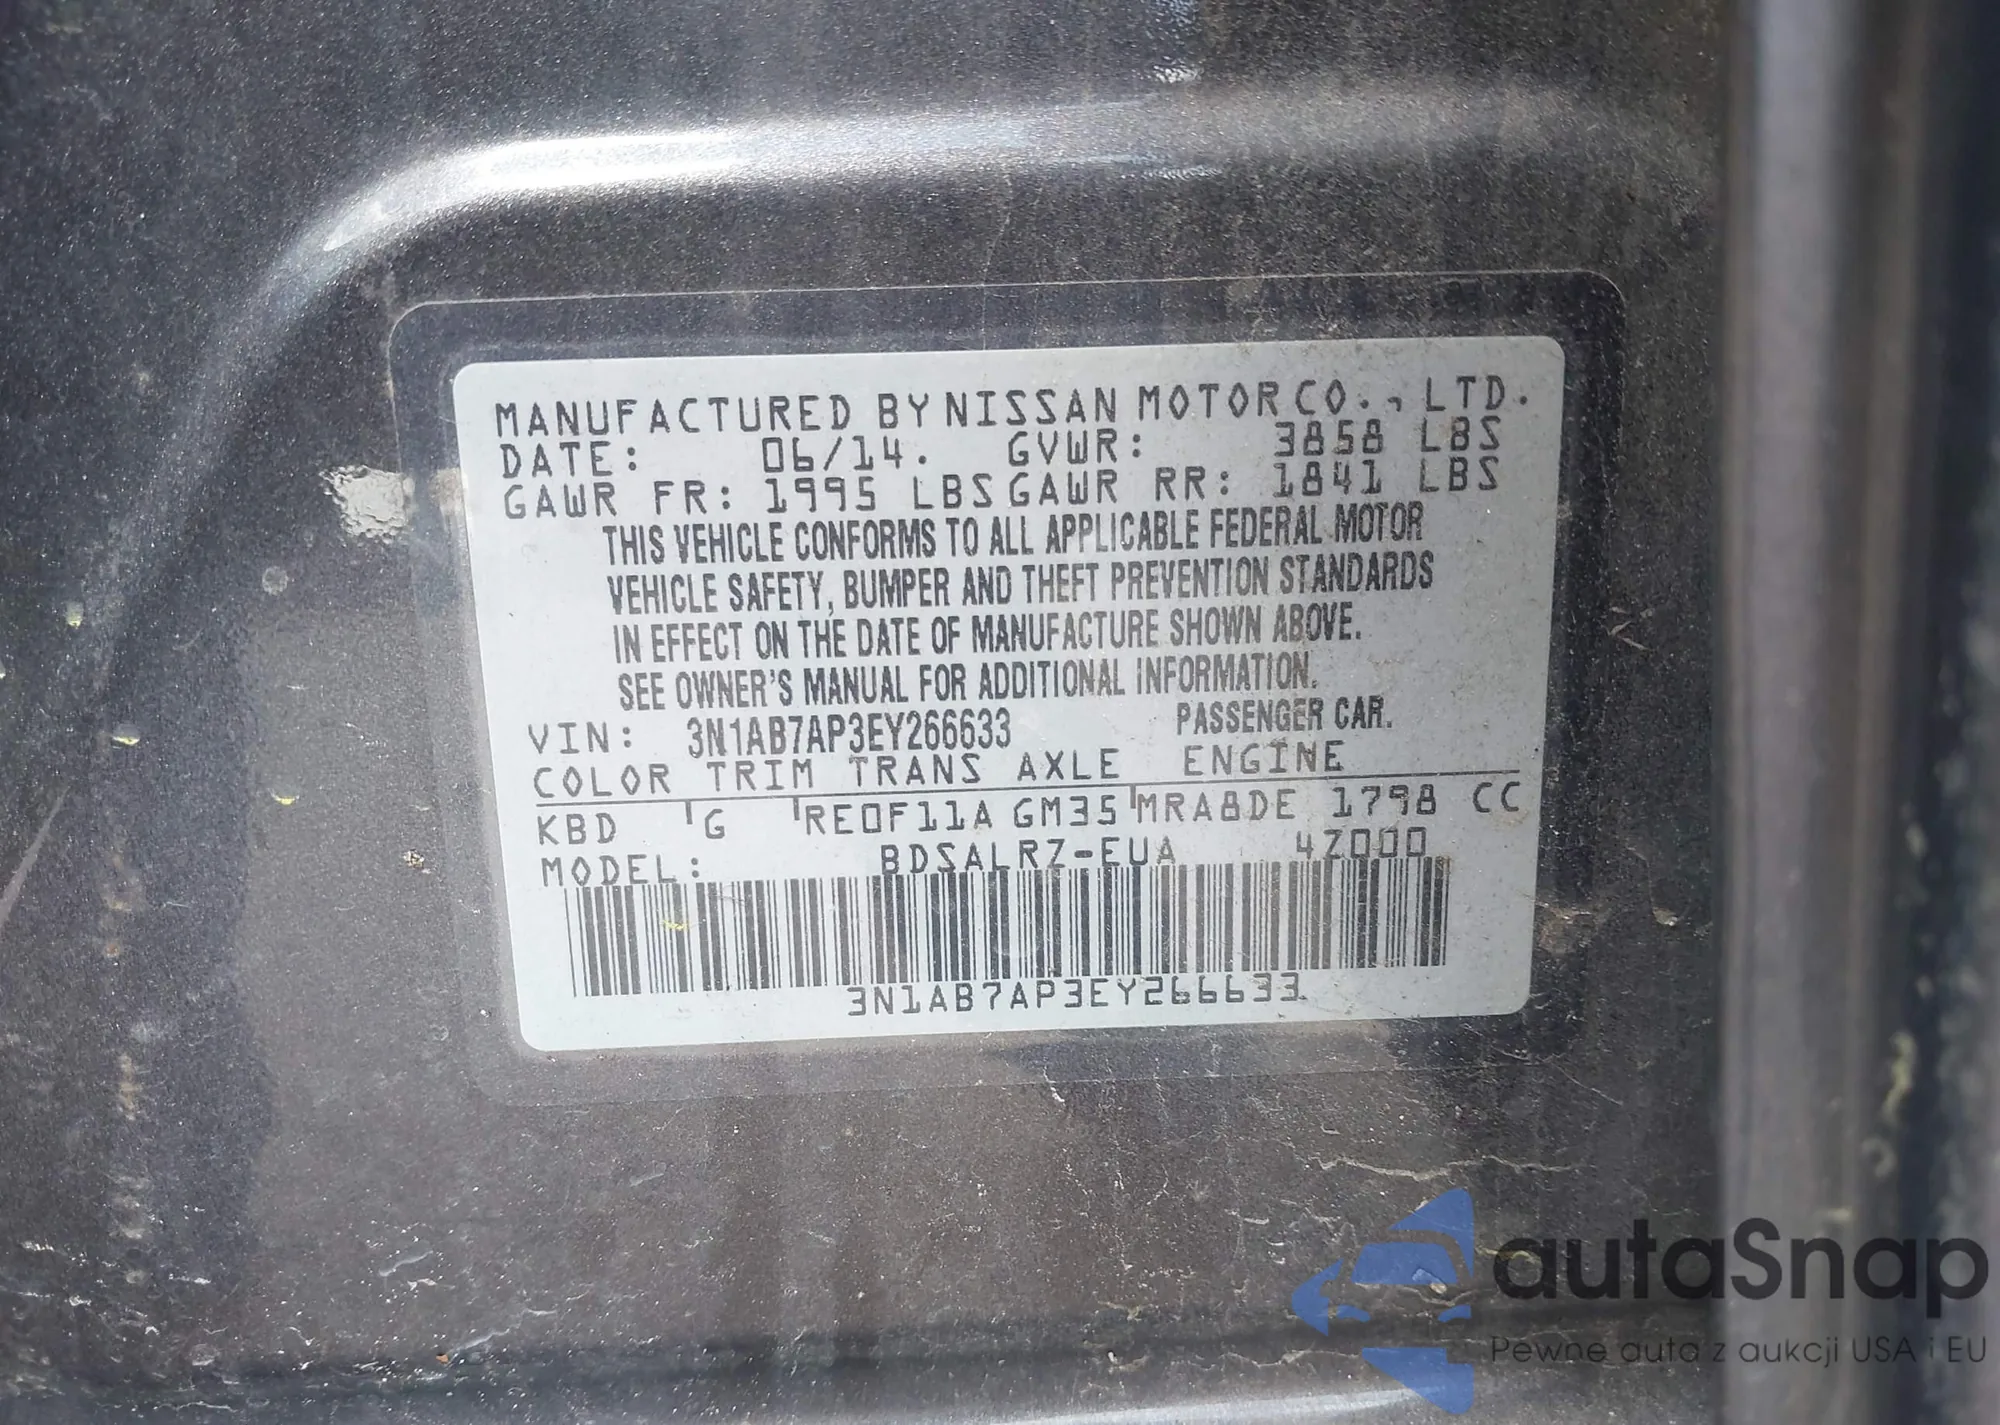 MANUFACTURED BY NISSAN MOTOR CO., LTD.
DATE: 06/14. GVWR: 3858 LBS
GAWR FR: 1995 LBS GAWR RR: 1841 LBS
THIS VEHICLE CONFORMS TO ALL APPLICABLE FEDERAL MOTOR
VEHICLE SAFETY, BUMPER AND THEFT PREVENTION STANDARDS
IN EFFECT ON THE DATE OF MANUFACTURE SHOWN ABOVE.
SEE OWNER'S MANUAL FOR ADDITIONAL INFORMATION.
VIN: 3N1AB7AP3EY266633 PASSENGER CAR.
COLOR TRIM TRANS AXLE ENGINE
KBD G RE0F11A GM35 MRA8DE 1798 CC
MODEL: BDSALRZ-EUA 4Z000
3N1AB7AP3EY266633
autaSnap
Pewne auta z aukcji USA i EU